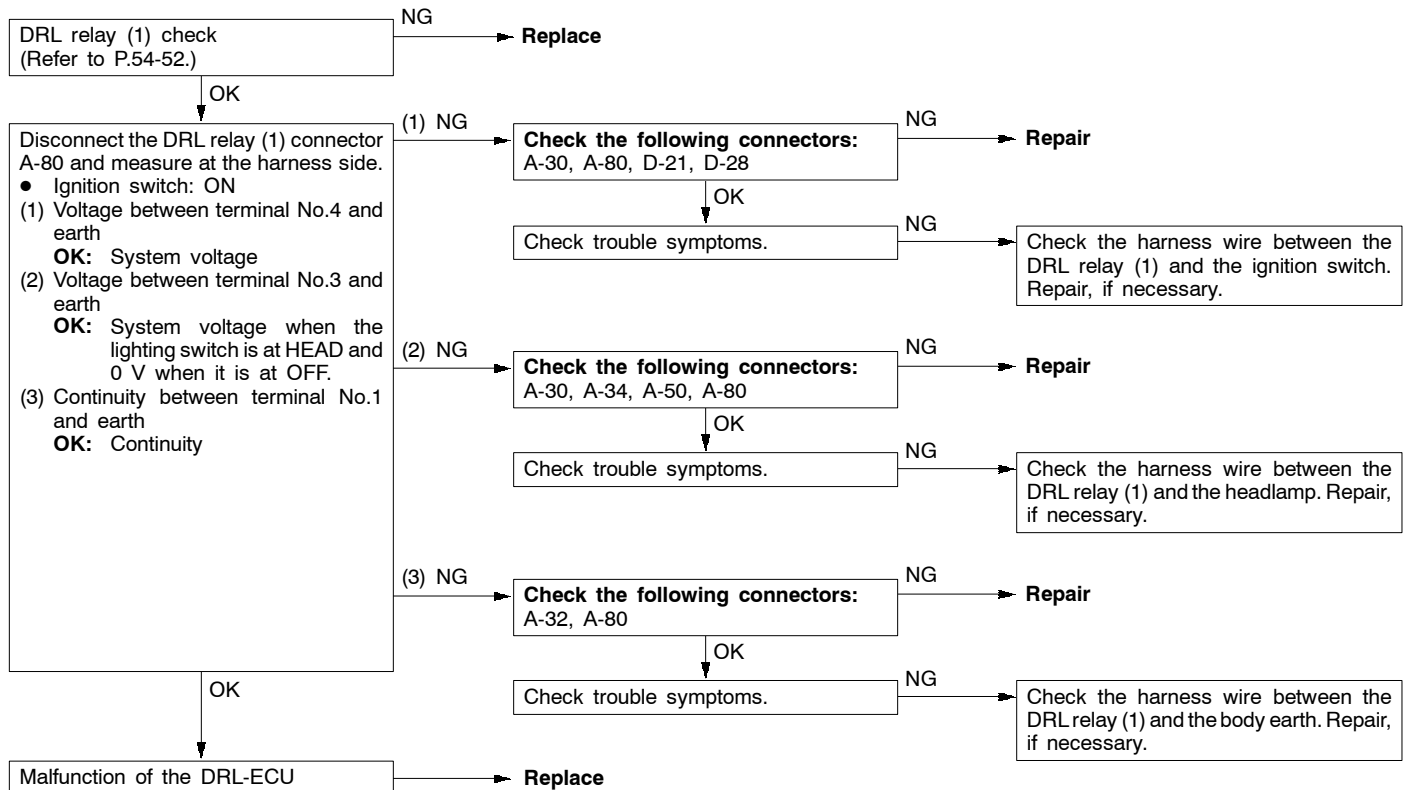 DRL relay (1) check
(Refer to P.54-52.)
NG
Replace
OK
Disconnect the DRL relay (1) connector
A-80 and measure at the harness side.
● Ignition switch: ON
(1) Voltage between terminal No.4 and
earth
OK: System voltage
(2) Voltage between terminal No.3 and
earth
OK: System voltage when the
lighting switch is at HEAD and
0 V when it is at OFF.
(3) Continuity between terminal No.1
and earth
OK: Continuity
(1) NG
Check the following connectors:
A-30, A-80, D-21, D-28
NG
Repair
OK
Check trouble symptoms.
NG
Check the harness wire between the
DRL relay (1) and the ignition switch.
Repair, if necessary.
(2) NG
Check the following connectors:
A-30, A-34, A-50, A-80
NG
Repair
OK
Check trouble symptoms.
NG
Check the harness wire between the
DRL relay (1) and the headlamp. Repair,
if necessary.
(3) NG
Check the following connectors:
A-32, A-80
NG
Repair
OK
Check trouble symptoms.
NG
Check the harness wire between the
DRL relay (1) and the body earth. Repair,
if necessary.
OK
Malfunction of the DRL-ECU
Replace